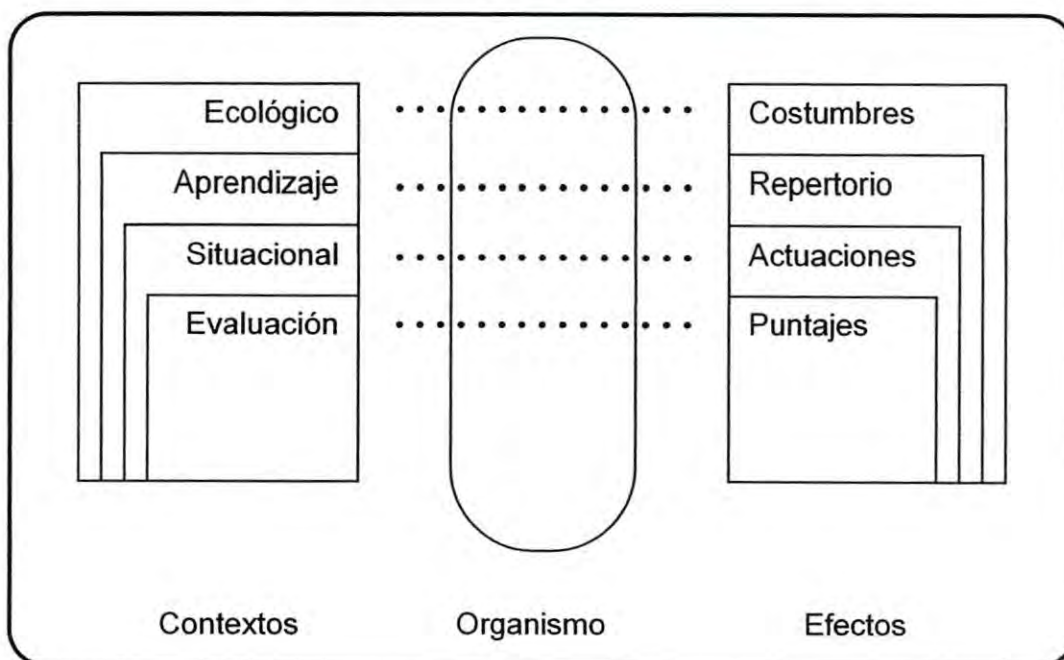 Ecológico
Costumbres
Aprendizaje
Repertorio
Situacional
Actuaciones
Evaluación
Puntajes
Contextos
Organismo
Efectos